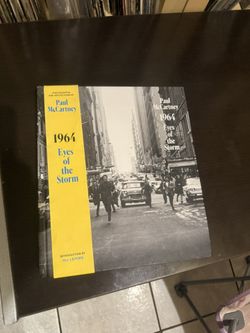 Paul
McCartney
1964
Eyes of
the
Storm
Paul
McCartney
1964
Eyes
of
the
Storm